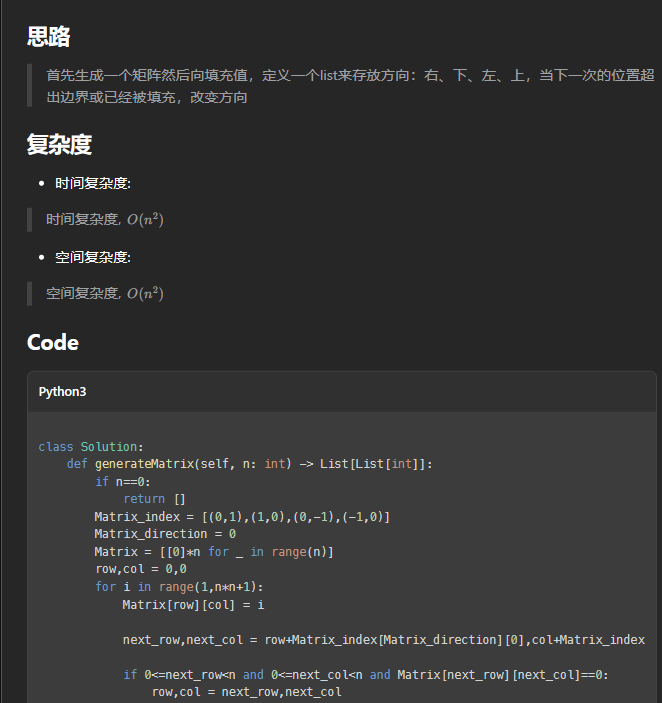 思路
首先生成一个矩阵然后向填充值，定义一个list来存放方向：右、下、左、上，当下一次的位置超
出边界或已经被填充，改变方向
复杂度
• 时间复杂度:
时间复杂度, O(n²)
• 空间复杂度:
空间复杂度, O(n²)
Code
Python3
class Solution:
    def generateMatrix(self, n: int) -> List[List[int]]:
        if n==0:
            return []
        Matrix_index = [(0,1),(1,0),(0,-1),(-1,0)]
        Matrix_direction = 0
        Matrix = [[0]*n for _ in range(n)]
        row,col = 0,0
        for i in range(1,n*n+1):
            Matrix[row][col] = i
            next_row,next_col = row+Matrix_index[Matrix_direction][0],col+Matrix_index
            if 0<=next_row<n and 0<=next_col<n and Matrix[next_row][next_col]==0:
                row,col = next_row,next_col